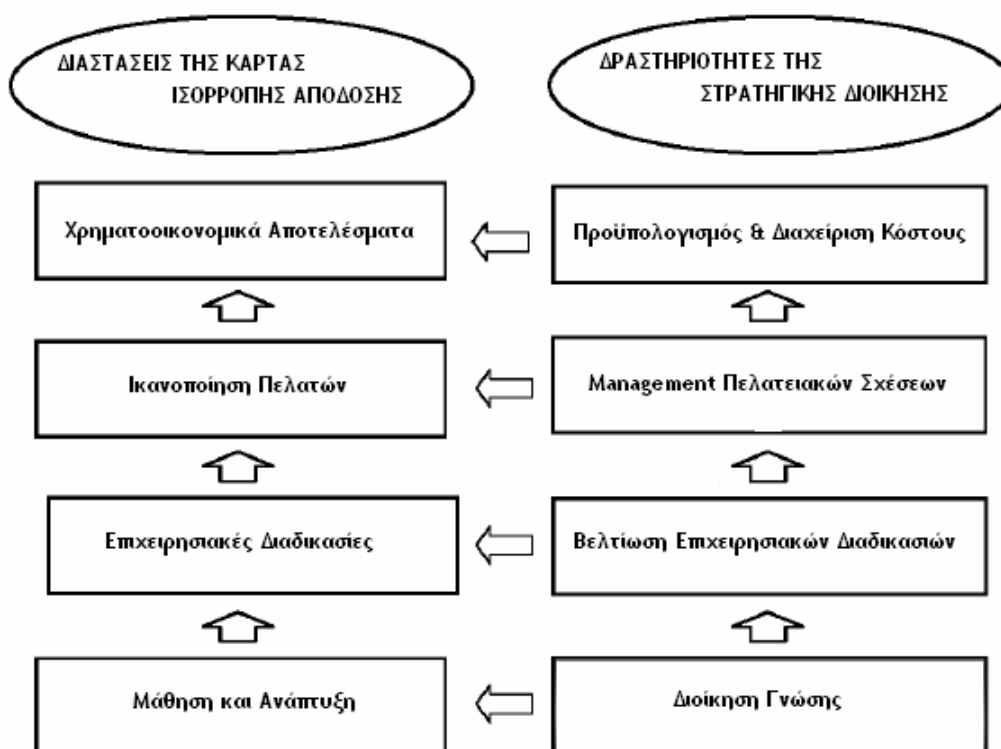 ΔΙΑΣΤΑΣΕΙΣ ΤΗΣ ΚΑΡΤΑΣ
ΙΣΟΡΡΟΠΗΣ ΑΠΟΔΟΣΗΣ
ΔΡΑΣΤΗΡΙΟΤΗΤΕΣ ΤΗΣ
ΣΤΡΑΤΗΓΙΚΗΣ ΔΙΟΙΚΗΣΗΣ
Χρηματοοικονομικά Αποτελέσματα
Προϋπολογισμός & Διαχείριση Κόστους
Ικανοποίηση Πελατών
Management Πελατειακών Σχέσεων
Επιχειρησιακές Διαδικασίες
Βελτίωση Επιχειρησιακών Διαδικασιών
Μάθηση και Ανάπτυξη
Διοίκηση Γνώσης